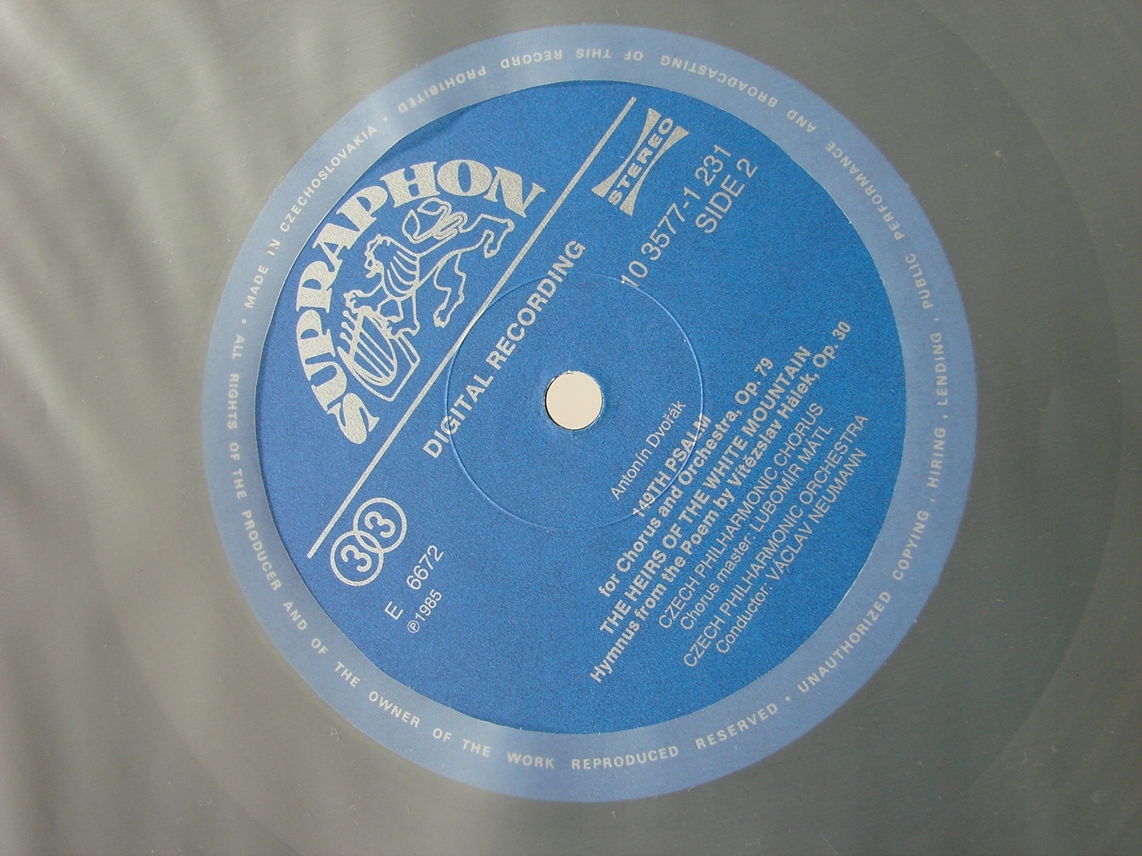 SUPRAPHON
STEREO
DIGITAL RECORDING
10 3577-1 231
SIDE 2
33
E 6672
℗1985
Antonín Dvořák
149TH PSALM
for Chorus and Orchestra, Op. 79
THE HEIRS OF THE WHITE MOUNTAIN
Hymnus from the Poem by Vítězslav Hálek, Op. 30
CZECH PHILHARMONIC CHORUS
Chorus master: LUBOMÍR MÁTL
CZECH PHILHARMONIC ORCHESTRA
Conductor: VÁCLAV NEUMANN
• MADE IN CZECHOSLOVAKIA • ALL RIGHTS OF THE PRODUCER AND OF THE OWNER OF THE WORK REPRODUCED RESERVED • UNAUTHORIZED COPYING, HIRING, LENDING, PUBLIC PERFORMANCE AND BROADCASTING OF THIS RECORD PROHIBITED